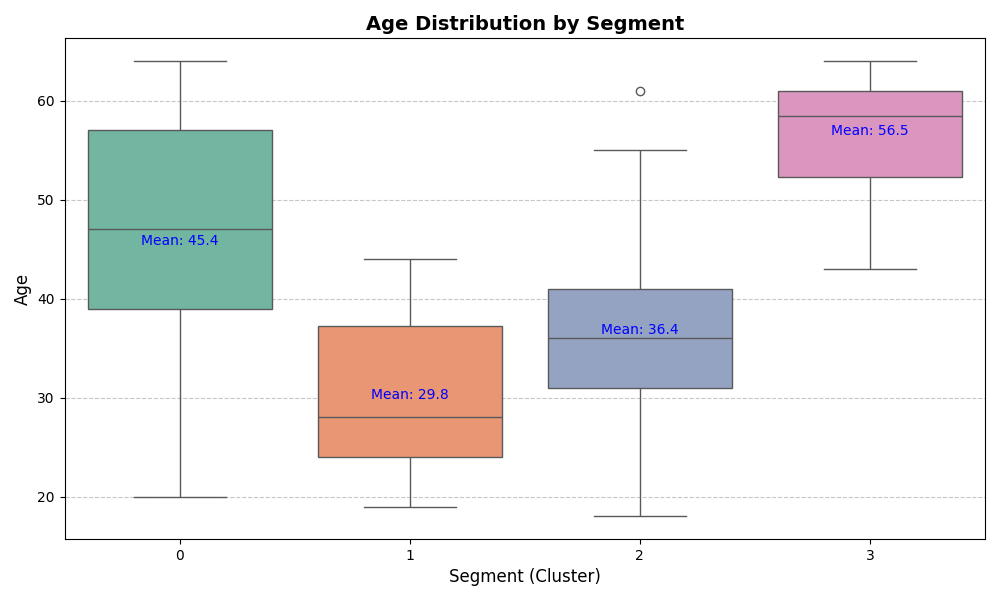 Age Distribution by Segment
Age
60
50
40
30
20
Mean: 45.4
Mean: 29.8
Mean: 36.4
Mean: 56.5
0
1
2
3
Segment (Cluster)